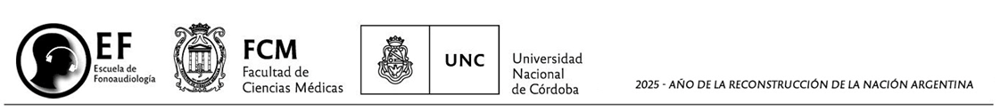 EF
Escuela de
Fonoaudiología
FCM
Facultad de
Ciencias Médicas
UNC
Universidad
Nacional
de Córdoba
2025 - AÑO DE LA RECONSTRUCCIÓN DE LA NACIÓN ARGENTINA